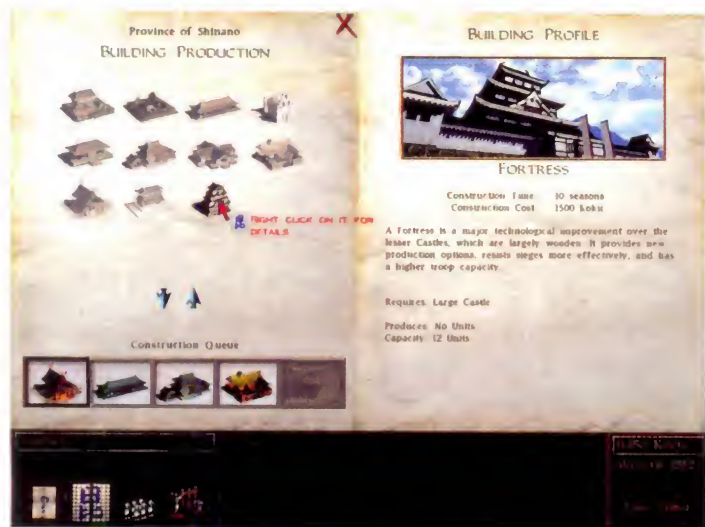 Province of Shinano
BUILDING PRODUCTION
RIGHT CLICK ON IT FOR
DETAILS
Construction Queue
BUILDING PROFILE
FORTRESS
Construction Time 10 seasons
Construction Cost 1500 koku
A Fortress is a major technological improvement over the
lesser Castles, which are largely wooden. It provides new
production options, resists sieges more effectively, and has
a higher troop capacity.
Requires: Large Castle
Produces: No Units
Capacity: 12 Units